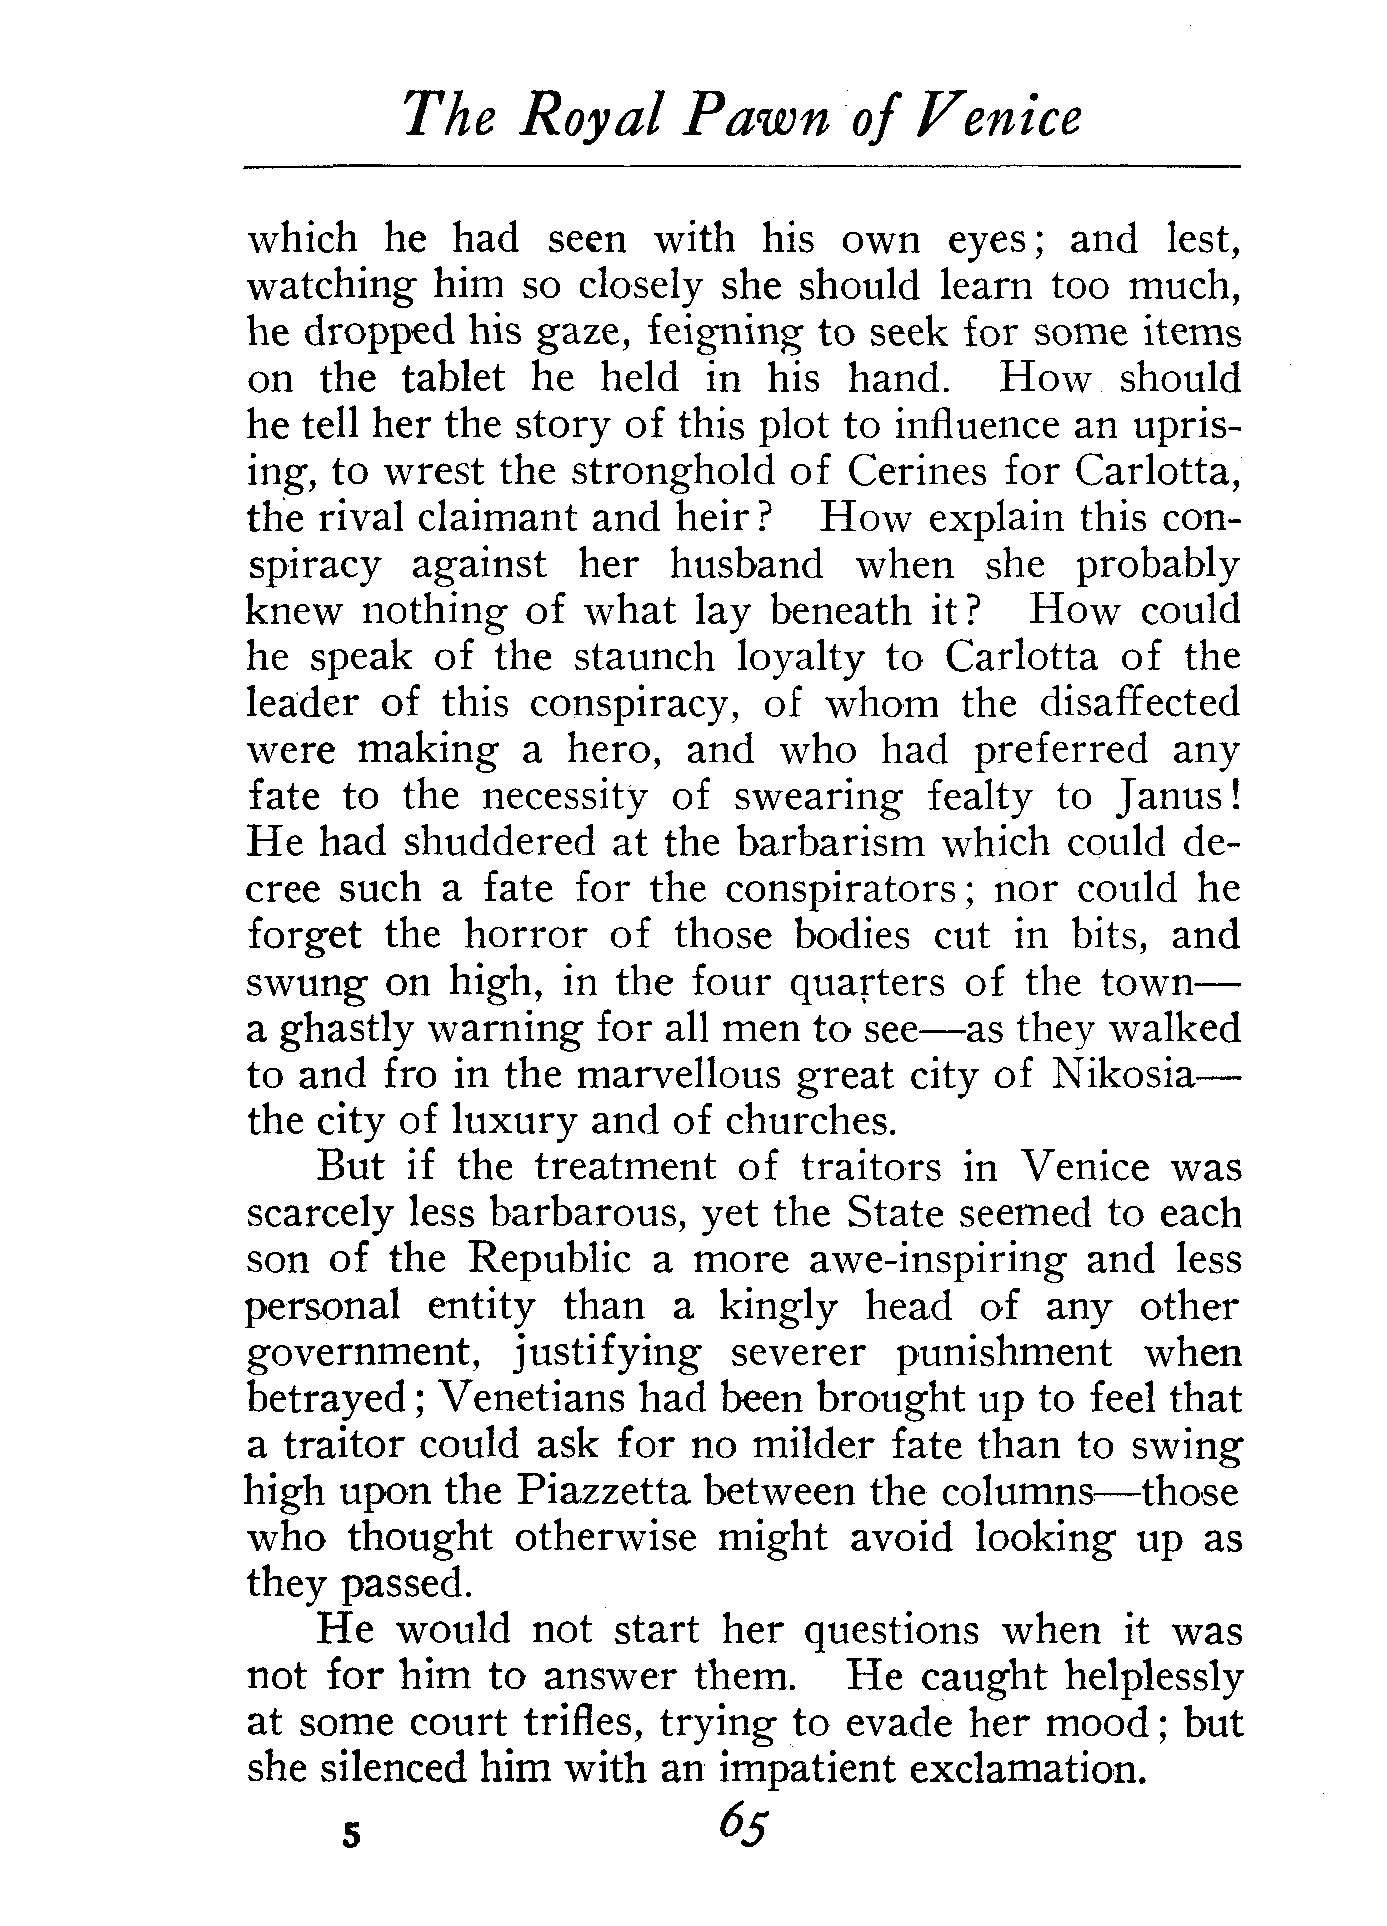 The Royal Pawn of Venice
which he had seen with his own eyes; and lest,
watching him so closely she should learn too much,
he dropped his gaze, feigning to seek for some items
on the tablet he held in his hand. How should
he tell her the story of this plot to influence an upris-
ing, to wrest the stronghold of Cerines for Carlotta,
the rival claimant and heir? How explain this con-
spiracy against her husband when she probably
knew nothing of what lay beneath it? How could
he speak of the staunch loyalty to Carlotta of the
leader of this conspiracy, of whom the disaffected
were making a hero, and who had preferred any
fate to the necessity of swearing fealty to Janus!
He had shuddered at the barbarism which could de-
cree such a fate for the conspirators; nor could he
forget the horror of those bodies cut in bits, and
swung on high, in the four quarters of the town—
a ghastly warning for all men to see—as they walked
to and fro in the marvellous great city of Nikosia—
the city of luxury and of churches.
But if the treatment of traitors in Venice was
scarcely less barbarous, yet the State seemed to each
son of the Republic a more awe-inspiring and less
personal entity than a kingly head of any other
government, justifying severer punishment when
betrayed; Venetians had been brought up to feel that
a traitor could ask for no milder fate than to swing
high upon the Piazzetta between the columns—those
who thought otherwise might avoid looking up as
they passed.
He would not start her questions when it was
not for him to answer them. He caught helplessly
at some court trifles, trying to evade her mood; but
she silenced him with an impatient exclamation.
5 65